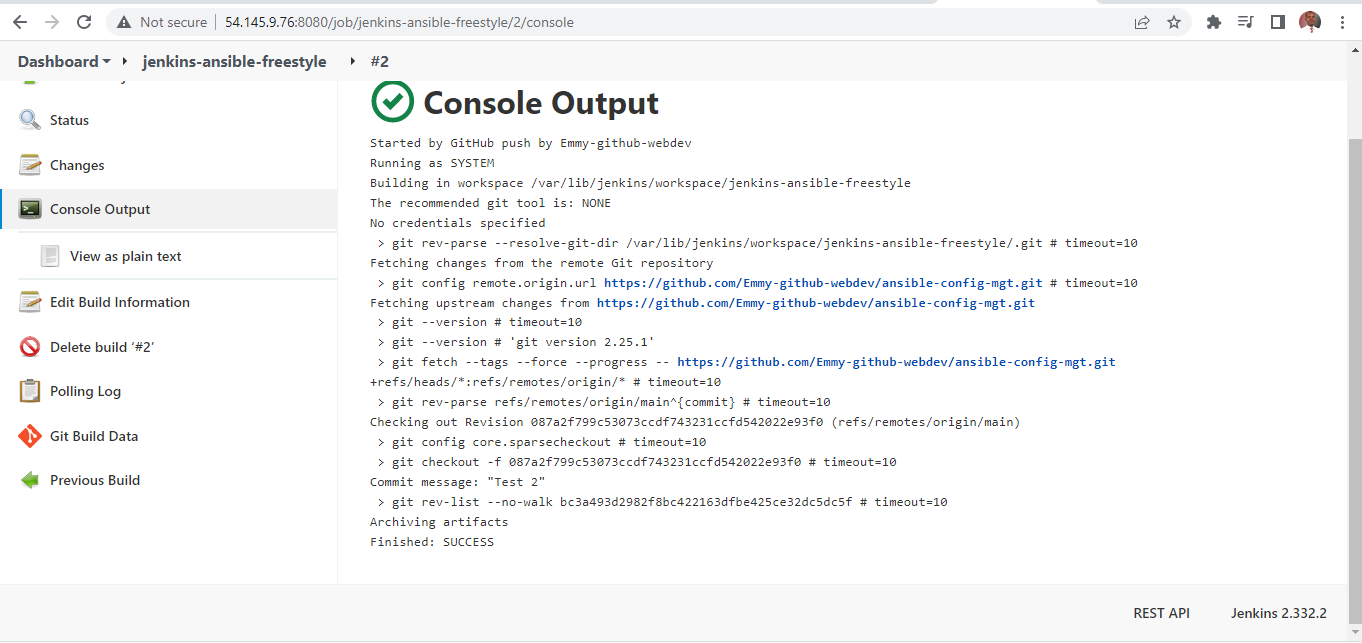 Not secure | 54.145.9.76:8080/job/jenkins-ansible-freestyle/2/console
Dashboard jenkins-ansible-freestyle #2
Status
Changes
Console Output
View as plain text
Edit Build Information
Delete build ‘#2’
Polling Log
Git Build Data
Previous Build
Console Output
Started by GitHub push by Emmy-github-webdev
Running as SYSTEM
Building in workspace /var/lib/jenkins/workspace/jenkins-ansible-freestyle
The recommended git tool is: NONE
No credentials specified
> git rev-parse --resolve-git-dir /var/lib/jenkins/workspace/jenkins-ansible-freestyle/.git # timeout=10
Fetching changes from the remote Git repository
> git config remote.origin.url https://github.com/Emmy-github-webdev/ansible-config-mgt.git # timeout=10
Fetching upstream changes from https://github.com/Emmy-github-webdev/ansible-config-mgt.git
> git --version # timeout=10
> git --version # 'git version 2.25.1'
> git fetch --tags --force --progress -- https://github.com/Emmy-github-webdev/ansible-config-mgt.git
+refs/heads/*:refs/remotes/origin/* # timeout=10
> git rev-parse refs/remotes/origin/main^{commit} # timeout=10
Checking out Revision 087a2f799c53073ccdf743231ccfd542022e93f0 (refs/remotes/origin/main)
> git config core.sparsecheckout # timeout=10
> git checkout -f 087a2f799c53073ccdf743231ccfd542022e93f0 # timeout=10
Commit message: "Test 2"
> git rev-list --no-walk bc3a493d2982f8bc422163dfbe425ce32dc5dc5f # timeout=10
Archiving artifacts
Finished: SUCCESS
REST API Jenkins 2.332.2